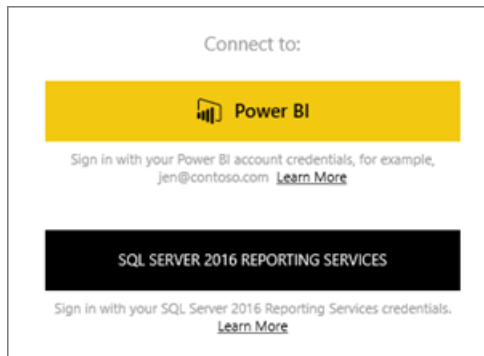 Connect to:
Power BI
Sign in with your Power BI account credentials, for example,
jen@contoso.com Learn More
SQL SERVER 2016 REPORTING SERVICES
Sign in with your SQL Server 2016 Reporting Services credentials.
Learn More